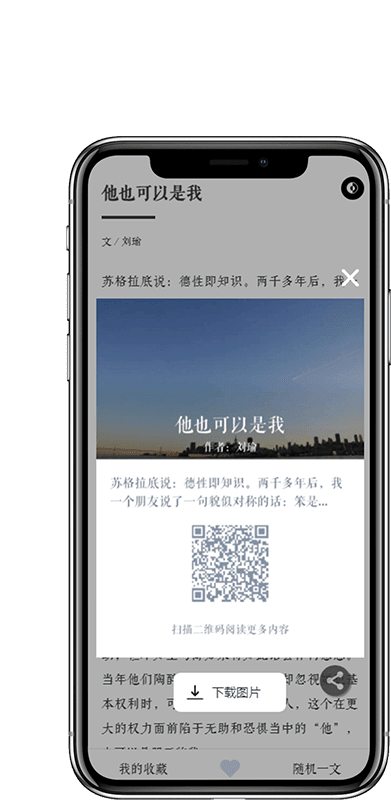 他也可以是我
文 / 刘瑜
苏格拉底说：德性即知识。两千多年后，我
他也可以是我
作者：刘瑜
苏格拉底说：德性即知识。两千多年后，我
一个朋友说了一句貌似对称的话：笨是...
扫描二维码阅读更多内容
当年他们陶醉
即忽视
基
本权利时，可
人，这个在更
下载图片
大的权力面前陷于无助和恐惧当中的“他”，
我的收藏
随机一文